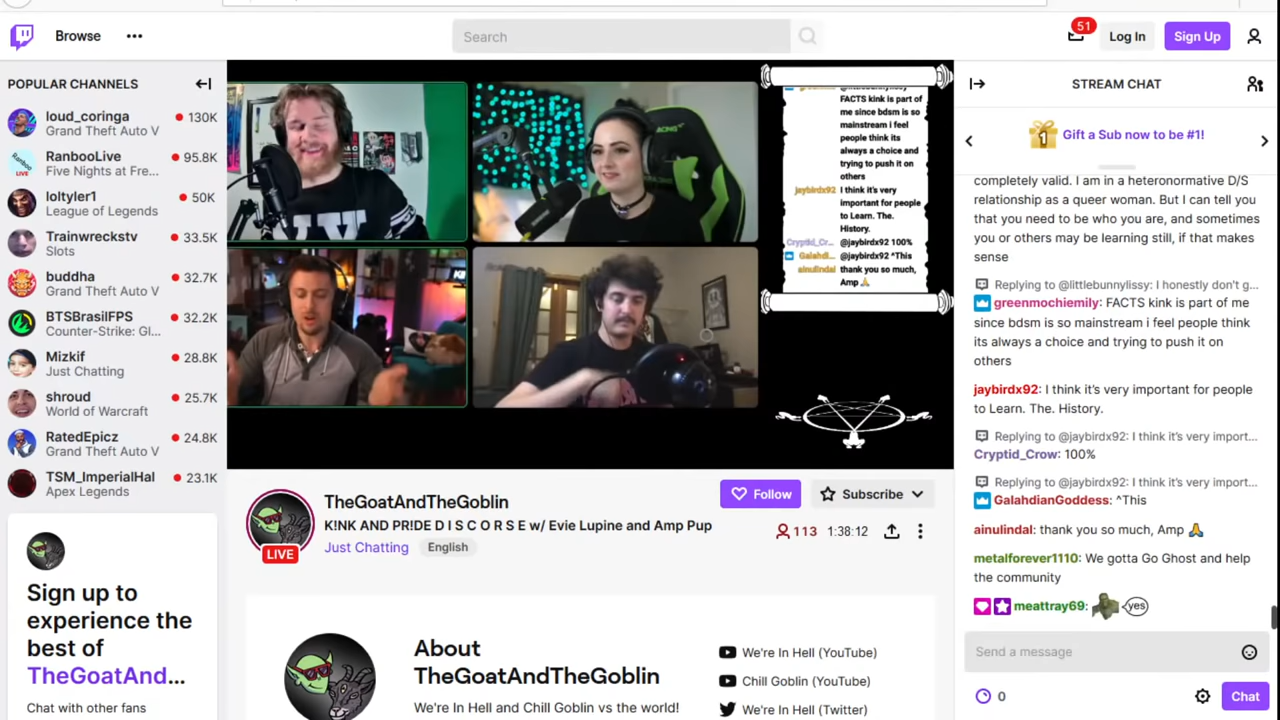 Browse
Search
51
Log In
Sign Up
POPULAR CHANNELS
loud_coringa
130K
Grand Theft Auto V
RanbooLive
95.8K
Five Nights at Fre...
loltyler1
50K
League of Legends
Trainwreckstv
33.5K
Slots
buddha
32.7K
Grand Theft Auto V
BTSBrasilFPS
32.2K
Counter-Strike: Gl...
Mizkif
28.8K
Just Chatting
shroud
25.7K
World of Warcraft
RatedEpicz
24.8K
Grand Theft Auto V
TSM_ImperialHal
23.1K
Apex Legends
Sign up to
experience the
best of
TheGoatAnd...
Chat with other fans
FACTS kink is part of
me since bdsm is so
mainstream i feel
people think its
always a choice and
trying to push it on
others
jaybirdx92 I think it's very
important for people
to Learn. The.
History.
Cryptid_Cr... @jaybirdx92 100%
Galahdi... @jaybirdx92 ^This
ainulindal thank you so much,
Amp 🙏
TheGoatAndTheGoblin
Follow
Subscribe
K!NK AND PR!DE D I S C O R S E w/ Evie Lupine and Amp Pup
113
1:38:12
Just Chatting
English
LIVE
About
TheGoatAndTheGoblin
We're In Hell and Chill Goblin vs the world!
We're In Hell (YouTube)
Chill Goblin (YouTube)
We're In Hell (Twitter)
STREAM CHAT
1
Gift a Sub now to be #1!
completely valid. I am in a heteronormative D/S
relationship as a queer woman. But I can tell you
that you need to be who you are, and sometimes
you or others may be learning still, if that makes
sense
Replying to @littlebunnylissy: I honestly don't g...
greenmochiemily: FACTS kink is part of me
since bdsm is so mainstream i feel people think
its always a choice and trying to push it on
others
jaybirdx92: I think it's very important for people
to Learn. The. History.
Replying to @jaybirdx92: I think it's very import...
Cryptid_Crow: 100%
Replying to @jaybirdx92: I think it's very import...
GalahdianGoddess: ^This
ainulindal: thank you so much, Amp 🙏
metalforever1110: We gotta Go Ghost and help
the community
meattray69: yes
Send a message
0
Chat